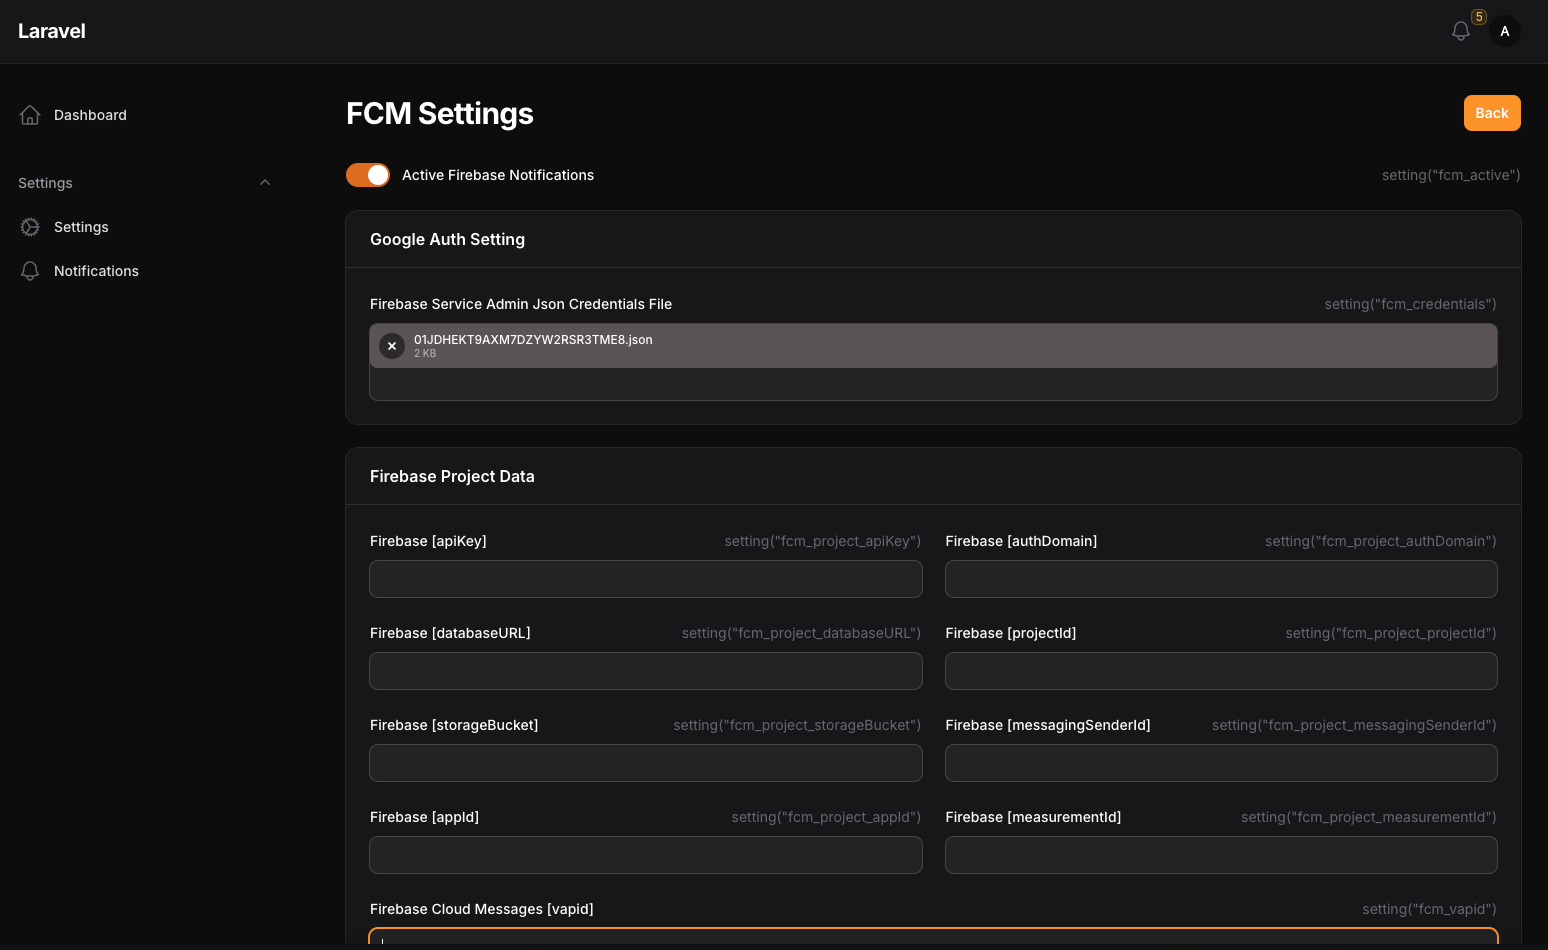 Laravel
5
A
Dashboard
Settings
Settings
Notifications
FCM Settings
Back
Active Firebase Notifications
setting("fcm_active")
Google Auth Setting
Firebase Service Admin Json Credentials File
setting("fcm_credentials")
01JDHEKT9AXM7DZYW2RSR3TME8.json
2 KB
Firebase Project Data
Firebase [apiKey]
setting("fcm_project_apiKey")
Firebase [authDomain]
setting("fcm_project_authDomain")
Firebase [databaseURL]
setting("fcm_project_databaseURL")
Firebase [projectId]
setting("fcm_project_projectId")
Firebase [storageBucket]
setting("fcm_project_storageBucket")
Firebase [messagingSenderId]
setting("fcm_project_messagingSenderId")
Firebase [appId]
setting("fcm_project_appId")
Firebase [measurementId]
setting("fcm_project_measurementId")
Firebase Cloud Messages [vapid]
setting("fcm_vapid")